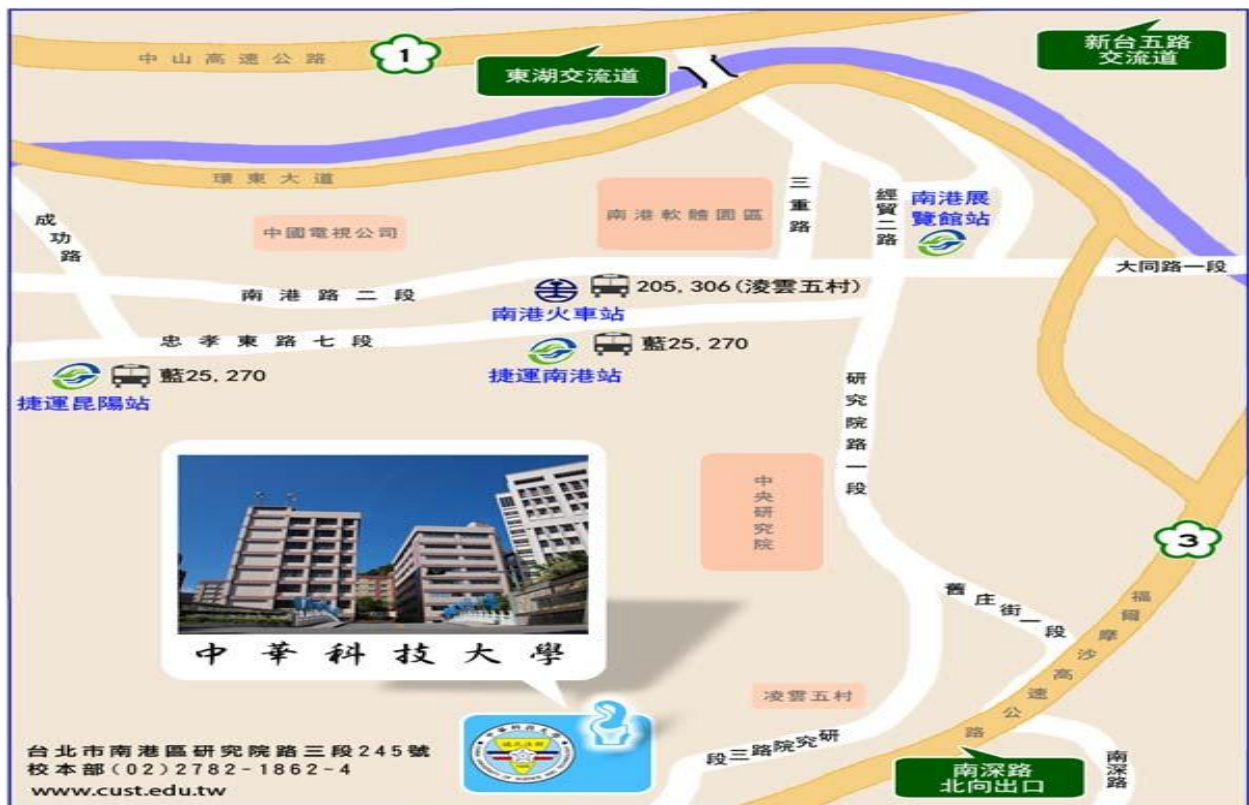 中山高速公路
1
東湖交流道
新台五路
交流道
環東大道
成功路
中國電視公司
南港軟體園區
三重路
經貿二路
南港展
覽館站
大同路一段
南港路二段
205, 306(凌雲五村)
南港火車站
忠孝東路七段
藍25, 270
捷運南港站
藍25, 270
捷運昆陽站
研究院路一段
中央研究院
3
舊庄街一段
福爾摩沙高速公路
中華科技大學
凌雲五村
研究院路三段
台北市南港區研究院路三段245號
校本部(02)2782-1862~4
www.cust.edu.tw
南深路
北向出口
南深路